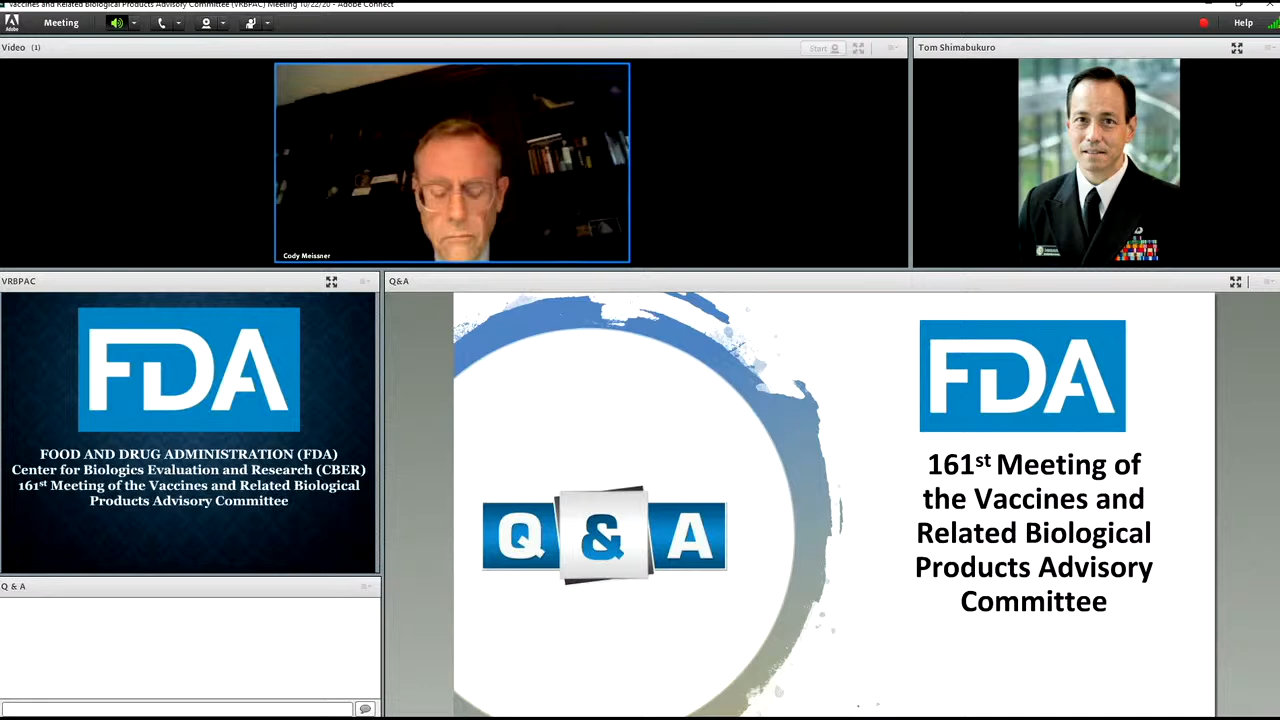 Vaccines and Related Biological Products Advisory Committee (VRBPAC) Meeting 10/22/20 - Adobe Connect
Adobe
Meeting
Help
Video (1)
Start
Tom Shimabukuro
Cody Meissner
VRBPAC
Q&A
FDA
FOOD AND DRUG ADMINISTRATION (FDA)
Center for Biologics Evaluation and Research (CBER)
161st Meeting of the Vaccines and Related Biological
Products Advisory Committee
Q & A
Q & A
FDA
161st Meeting of
the Vaccines and
Related Biological
Products Advisory
Committee